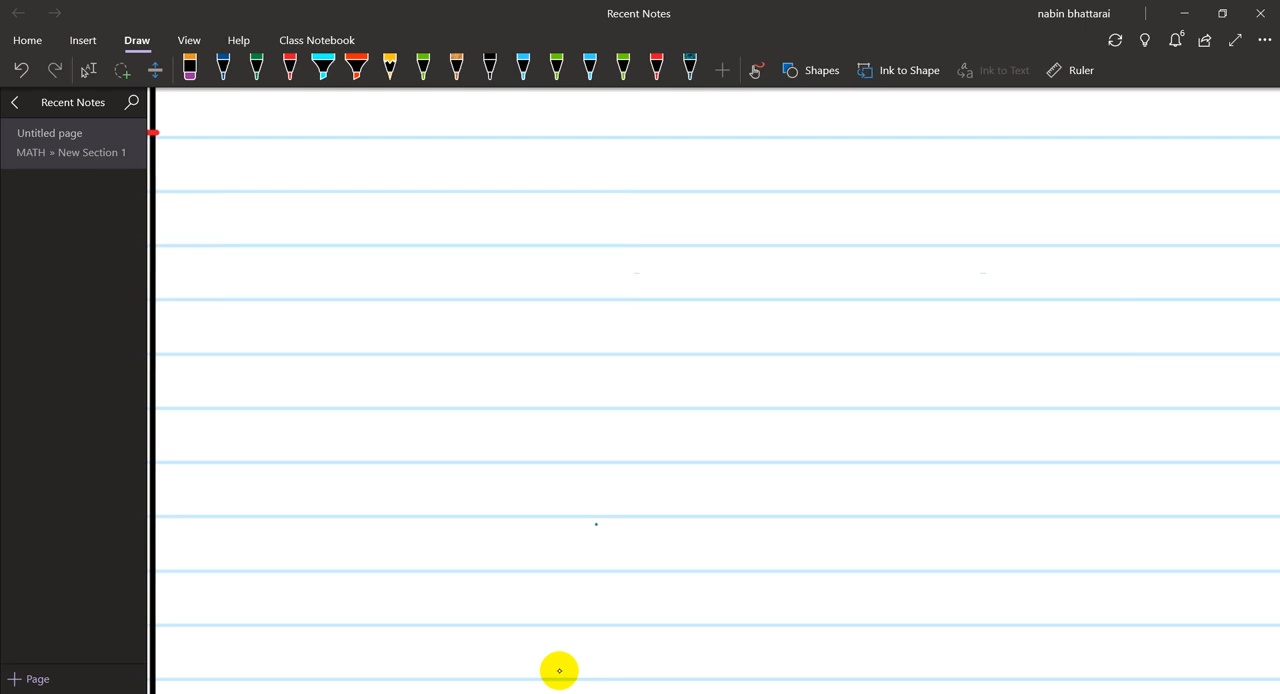 Recent Notes
nabin bhattarai
Home Insert Draw View Help Class Notebook
6
Shapes Ink to Shape Ink to Text Ruler
Recent Notes
Untitled page
MATH » New Section 1
Page